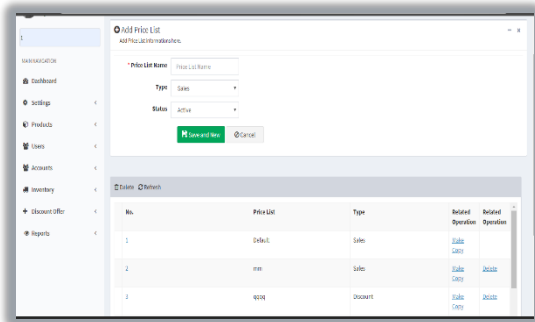 1
MAIN NAVIGATION
Dashboard
Settings
Products
Users
Accounts
Inventory
Discount Offer
Reports
Add Price List
Add Price List informations here.
* Price List Name Price List Name
Type Sales
Status Active
Save and New Cancel
Delete Refresh
No. Price List Type Related Operation Related Operation
1 Default Sales Make Copy
2 mm Sales Make Copy Delete
3 Discount Make Copy Delete